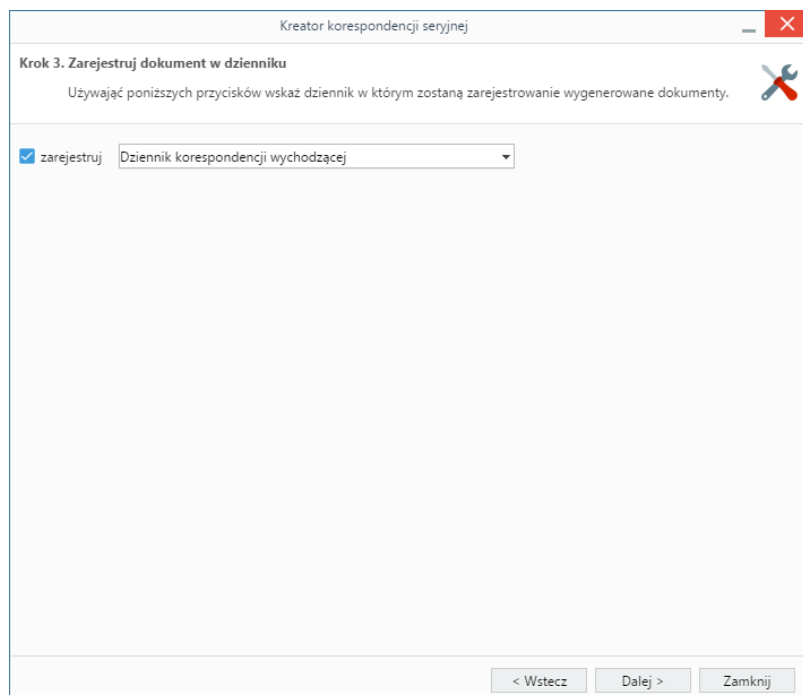 Kreator korespondencji seryjnej
Krok 3. Zarejestruj dokument w dzienniku
Używająć poniższych przycisków wskaż dziennik w którym zostaną zarejestrowanie wygenerowane dokumenty.
zarejestruj Dziennik korespondencji wychodzącej
< Wstecz Dalej > Zamknij